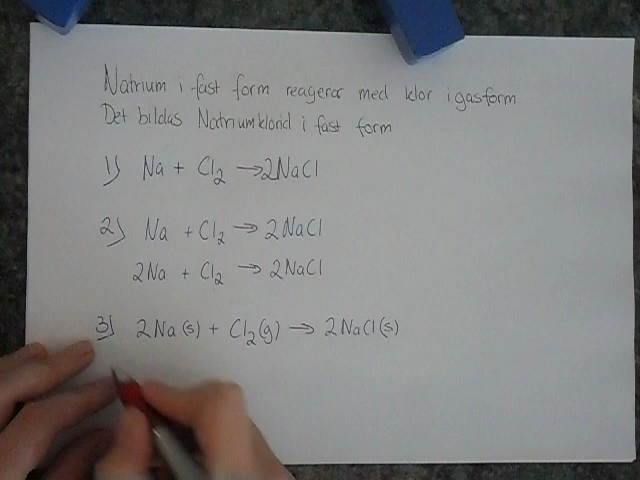 Natrium i fast form reagerar med klor i gasform
Det bildas Natriumklorid i fast form
1) Na + Cl₂ → 2NaCl
2) Na + Cl₂ → 2NaCl
2Na + Cl₂ → 2NaCl
3) 2Na(s) + Cl₂(g) → 2NaCl(s)